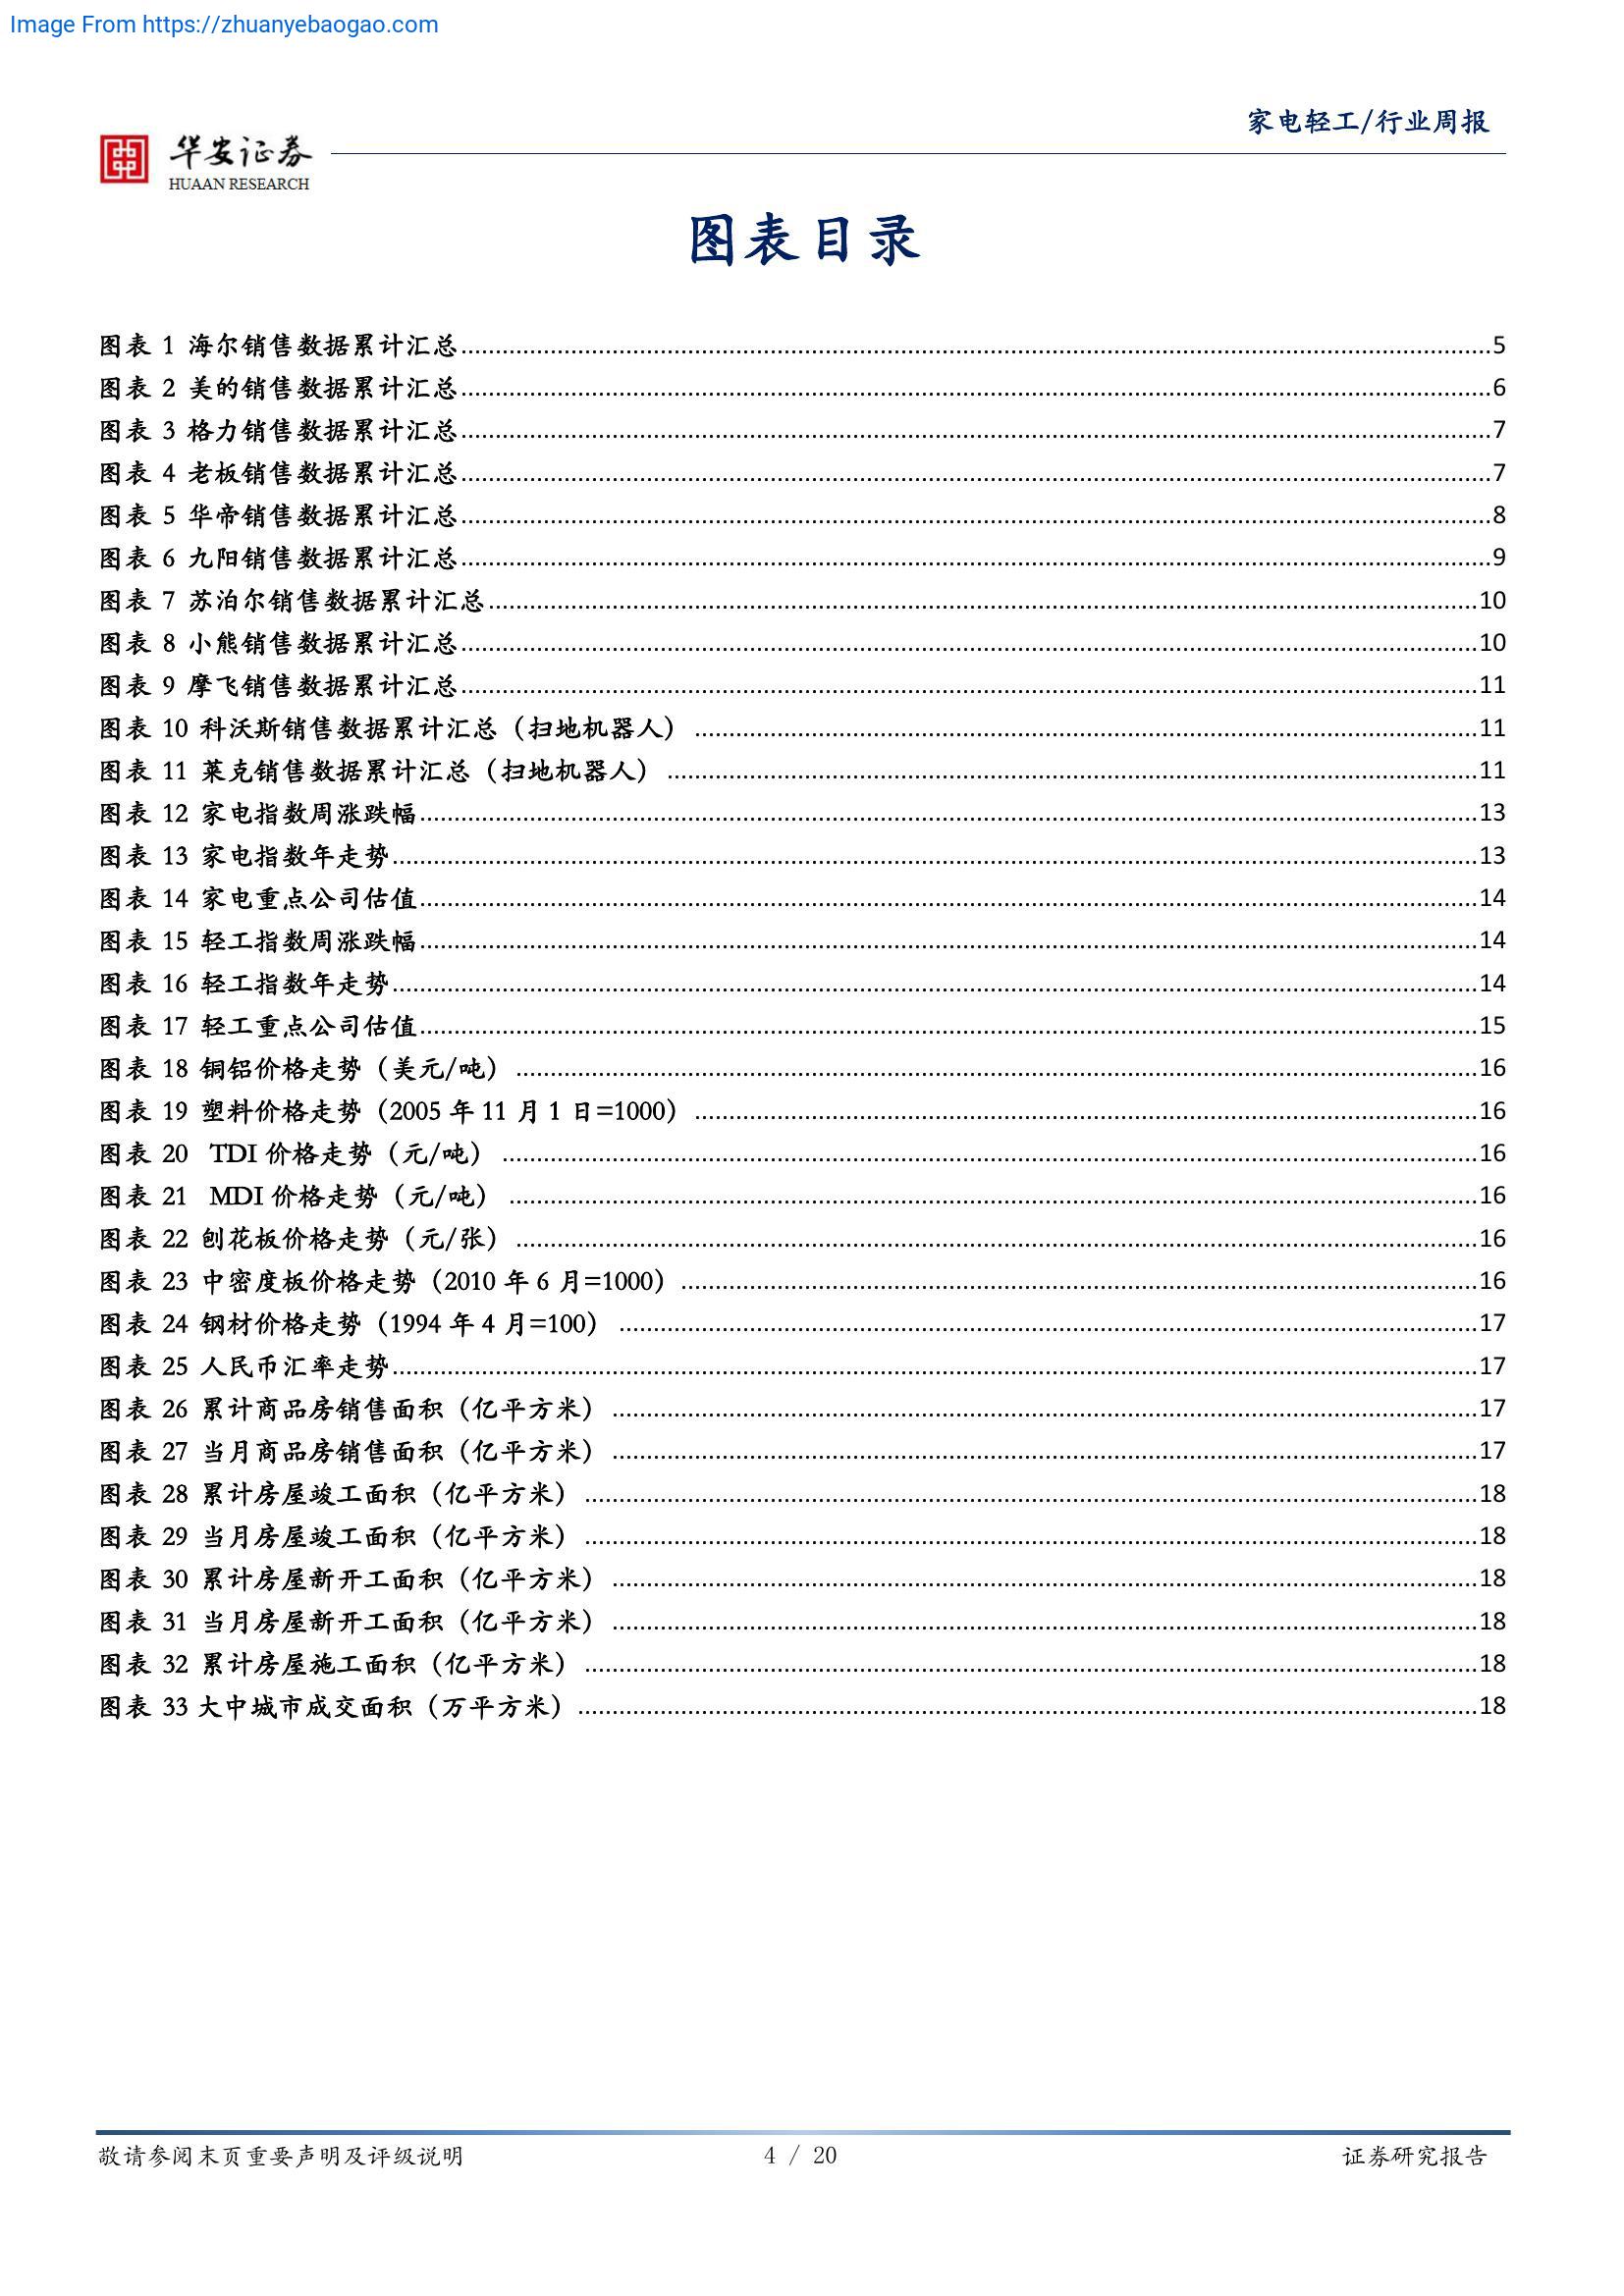 Image From https://zhuanyebaogao.com
家电轻工/行业周报
华安证券
HUAAN RESEARCH
图表目录
图表 1 海尔销售数据累计汇总 5
图表 2 美的销售数据累计汇总 6
图表 3 格力销售数据累计汇总 7
图表 4 老板销售数据累计汇总 7
图表 5 华帝销售数据累计汇总 8
图表 6 九阳销售数据累计汇总 9
图表 7 苏泊尔销售数据累计汇总 10
图表 8 小熊销售数据累计汇总 10
图表 9 摩飞销售数据累计汇总 11
图表 10 科沃斯销售数据累计汇总（扫地机器人） 11
图表 11 莱克销售数据累计汇总（扫地机器人） 11
图表 12 家电指数周涨跌幅 13
图表 13 家电指数年走势 13
图表 14 家电重点公司估值 14
图表 15 轻工指数周涨跌幅 14
图表 16 轻工指数年走势 14
图表 17 轻工重点公司估值 15
图表 18 铜铝价格走势（美元/吨） 16
图表 19 塑料价格走势（2005 年 11 月 1 日=1000） 16
图表 20 TDI 价格走势（元/吨） 16
图表 21 MDI 价格走势（元/吨） 16
图表 22 刨花板价格走势（元/张） 16
图表 23 中密度板价格走势（2010 年 6 月=1000） 16
图表 24 钢材价格走势（1994 年 4 月=100） 17
图表 25 人民币汇率走势 17
图表 26 累计商品房销售面积（亿平方米） 17
图表 27 当月商品房销售面积（亿平方米） 17
图表 28 累计房屋竣工面积（亿平方米） 18
图表 29 当月房屋竣工面积（亿平方米） 18
图表 30 累计房屋新开工面积（亿平方米） 18
图表 31 当月房屋新开工面积（亿平方米） 18
图表 32 累计房屋施工面积（亿平方米） 18
图表 33 大中城市成交面积（万平方米） 18
敬请参阅末页重要声明及评级说明 4 / 20 证券研究报告